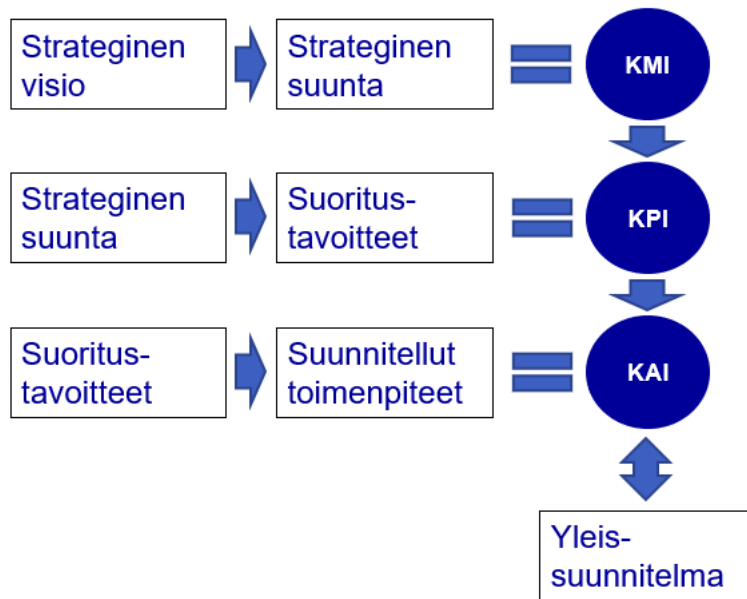 Strateginen
visio
Strateginen
suunta
KMI
Strateginen
suunta
Suoritus-
tavoitteet
KPI
Suoritus-
tavoitteet
Suunnitellut
toimenpiteet
KAI
Yleis-
suunnitelma